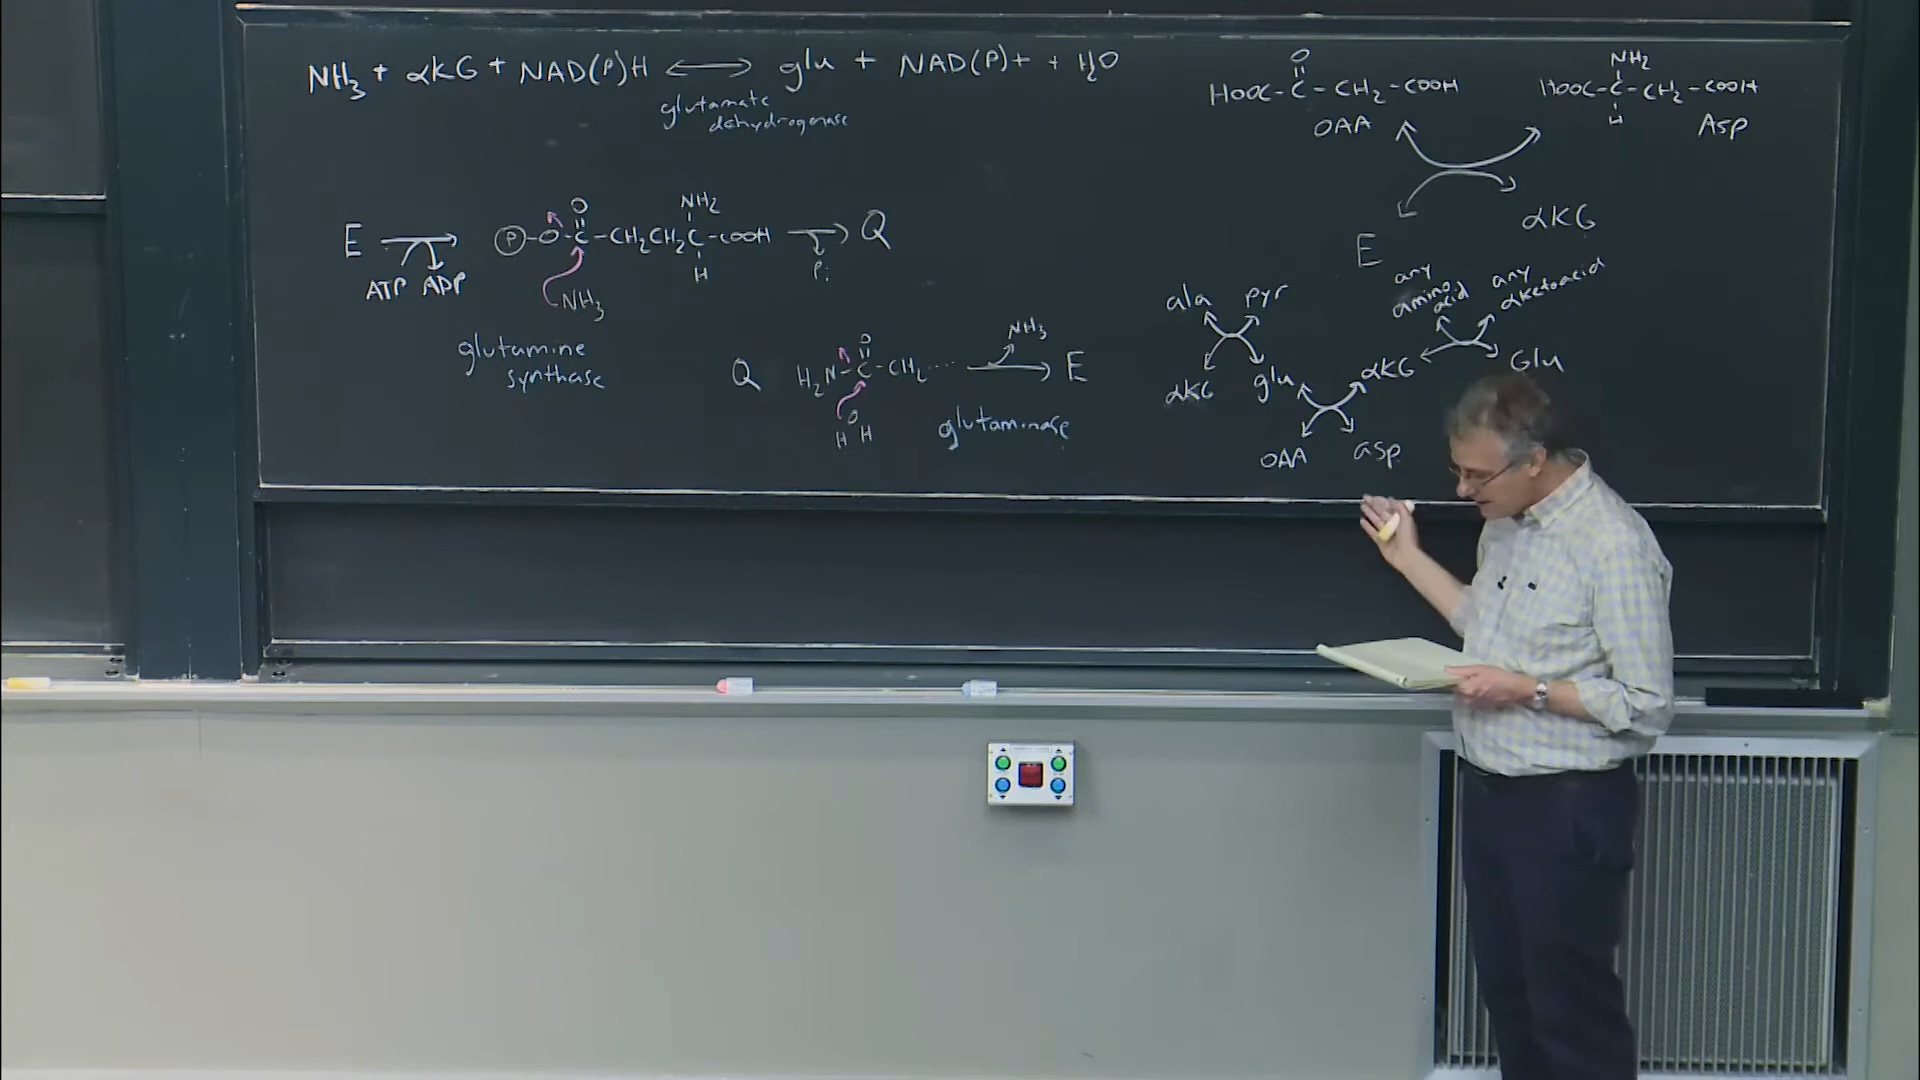 NH3 + αKG + NAD(P)H ⟷ glu + NAD(P)+ + H2O
glutamate
dehydrogenase
E
ATP ADP
O
NH2
P-O-C-CH2CH2C-COOH
H
NH3
Pi
Q
glutamine
synthase
Q
O
H2N-C-CH2...
O
H H
NH3
E
glutaminase
O
HOOC-C-CH2-COOH
OAA
NH2
HOOC-C-CH2-COOH
H
Asp
E
αKG
ala pyr
αKG glu
OAA asp
αKG
any
amino
acid
any
αketoacid
Glu